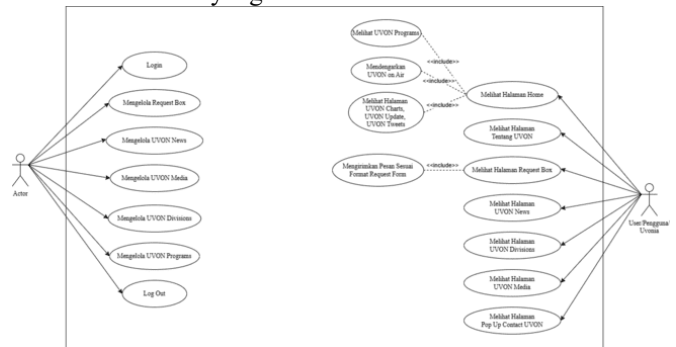 Login
Mengelola Request Box
Mengelola UVON News
Mengelola UVON Media
Mengelola UVON Divisions
Mengelola UVON Programs
Log Out
Actor
Melihat UVON Programs
Mendengarkan
UVON on Air
Melihat Halaman
UVON Charts,
UVON Update,
UVON Tweets
Mengirimkan Pesan Sesuai
Format Request Form
<<include>>
<<include>>
<<include>>
<<include>>
Melihat Halaman Home
Melihat Halaman
Tentang UVON
Melihat Halaman Request Box
Melihat Halaman
UVON News
Melihat Halaman
UVON Divisions
Melihat Halaman
UVON Media
Melihat Halaman
Pop Up Contact UVON
User/Pengguna/
Uvonia